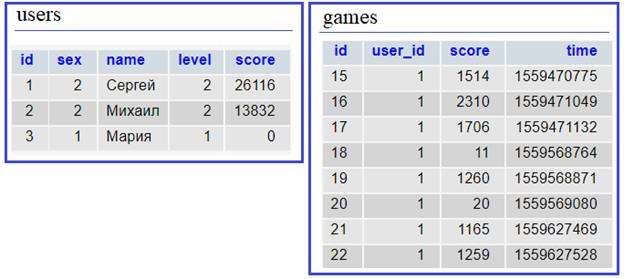 users
id sex name level score
1 2 Сергей 2 26116
2 2 Михаил 2 13832
3 1 Мария 1 0
games
id user_id score time
15 1 1514 1559470775
16 1 2310 1559471049
17 1 1706 1559471132
18 1 11 1559568764
19 1 1260 1559568871
20 1 20 1559569080
21 1 1165 1559627469
22 1 1259 1559627528